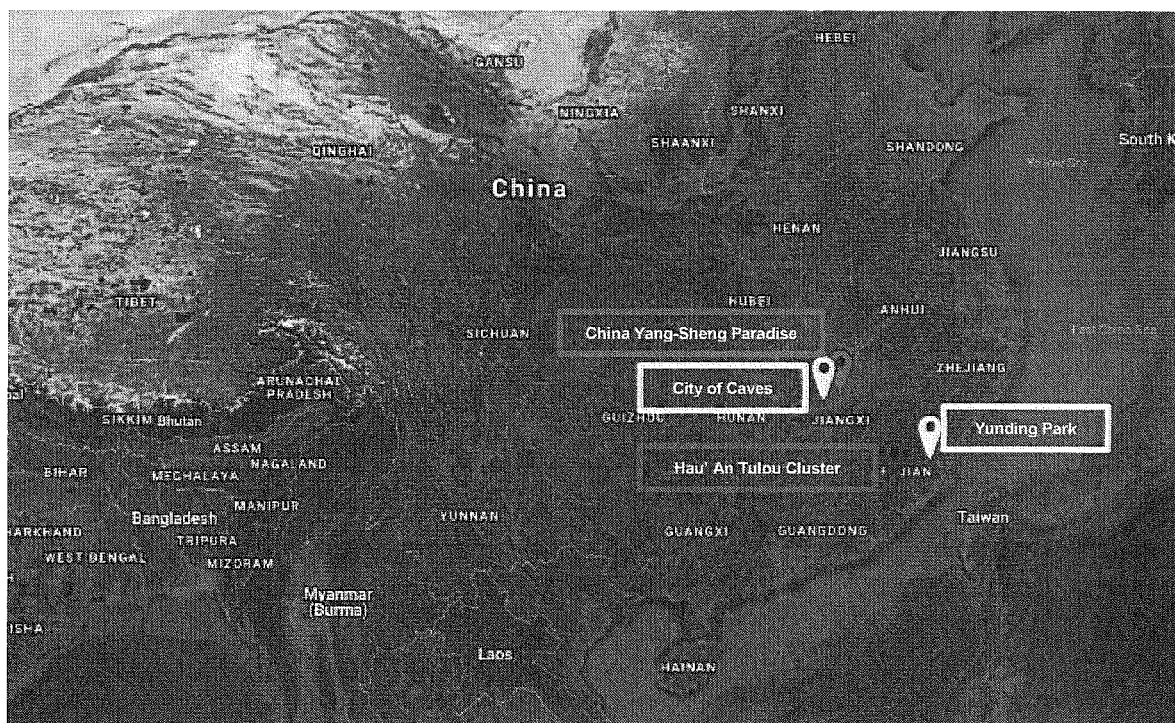 HEBEI
GANSU
NINGXIA
SHANXI
SHAANXI
SHANDONG
South K
QINGHAI
China
HENAN
JIANGSU
TIBET
HUBEI
ANHUI
SICHUAN
China Yang-Sheng Paradise
ZHEJIANG
ARUNACHAL
PRADESH
City of Caves
SIKKIM Bhutan
GUIZHOU
HUNAN
JIANGXI
Yunding Park
ASSAM
NAGALAND
BIHAR
MEGHALAYA
Hau' An Tulou Cluster
JIAN
MANIPUR
Bangladesh
YUNNAN
Taiwan
HARKHAND
TRIPURA
GUANGXI
GUANGDONG
WEST BENGAL
MIZORAM
Myanmar
(Burma)
ISHA
Laos
HAINAN